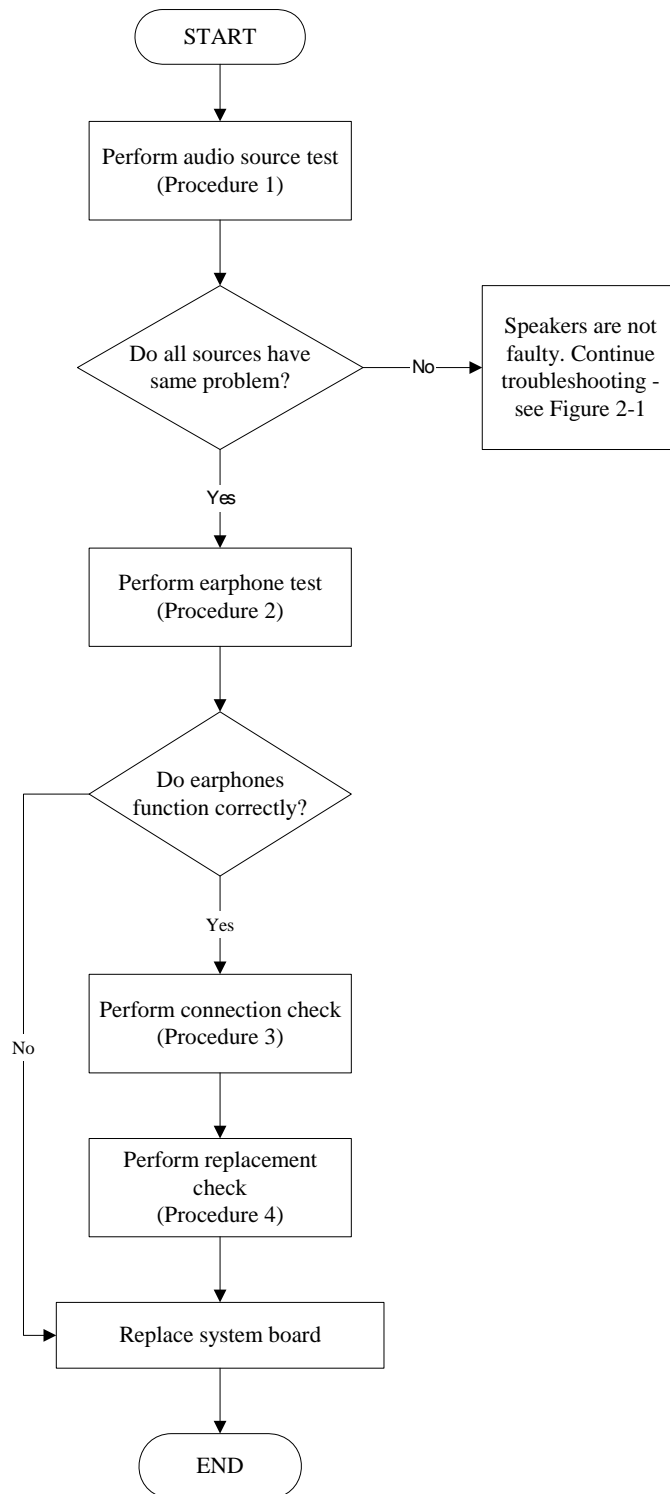 START
Perform audio source test
(Procedure 1)
Do all sources have
same problem?
No
Speakers are not
faulty. Continue
troubleshooting -
see Figure 2-1
Yes
Perform earphone test
(Procedure 2)
Do earphones
function correctly?
Yes
Perform connection check
(Procedure 3)
No
Perform replacement
check
(Procedure 4)
Replace system board
END